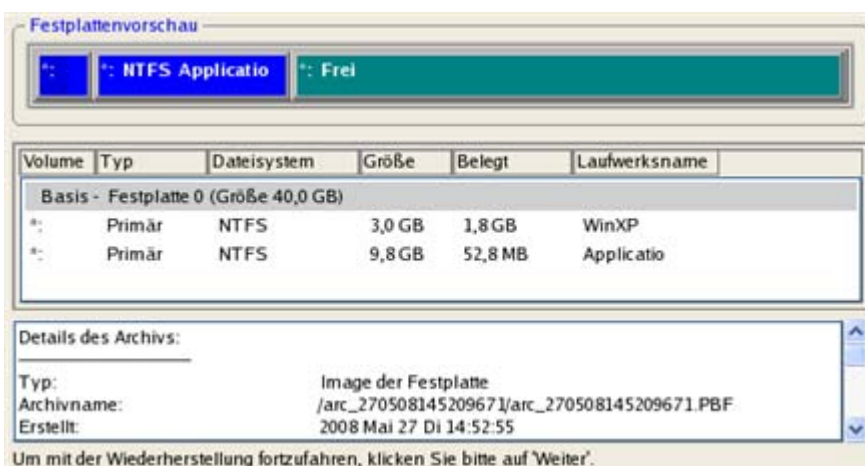 Festplattenvorschau
*: *: NTFS Applicatio *: Frei
Volume Typ Dateisystem Größe Belegt Laufwerksname
Basis - Festplatte 0 (Größe 40,0 GB)
*: Primär NTFS 3,0 GB 1,8 GB WinXP
*: Primär NTFS 9,8 GB 52,8 MB Applicatio
Details des Archivs:
Typ: Image der Festplatte
Archivname: /arc_270508145209671/arc_270508145209671.PBF
Erstellt: 2008 Mai 27 Di 14:52:55
Um mit der Wiederherstellung fortzufahren, klicken Sie bitte auf 'Weiter'.